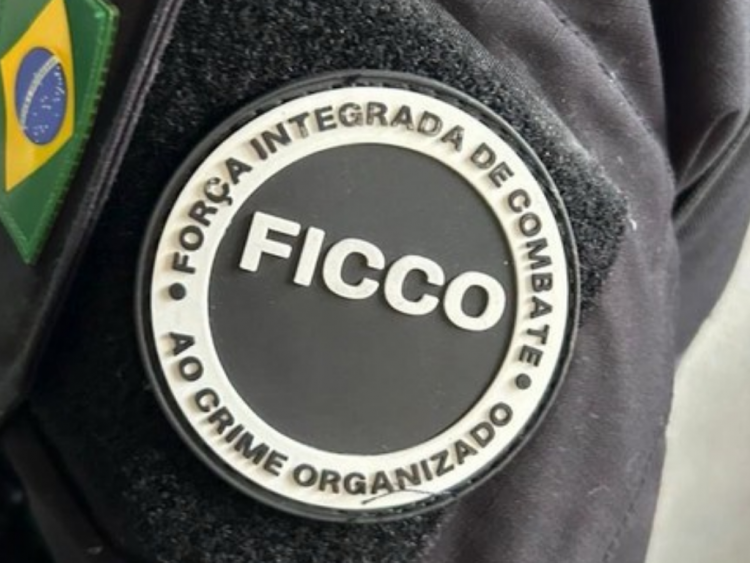 FORÇA INTEGRADA DE COMBATE
FICCO
AO CRIME ORGANIZADO